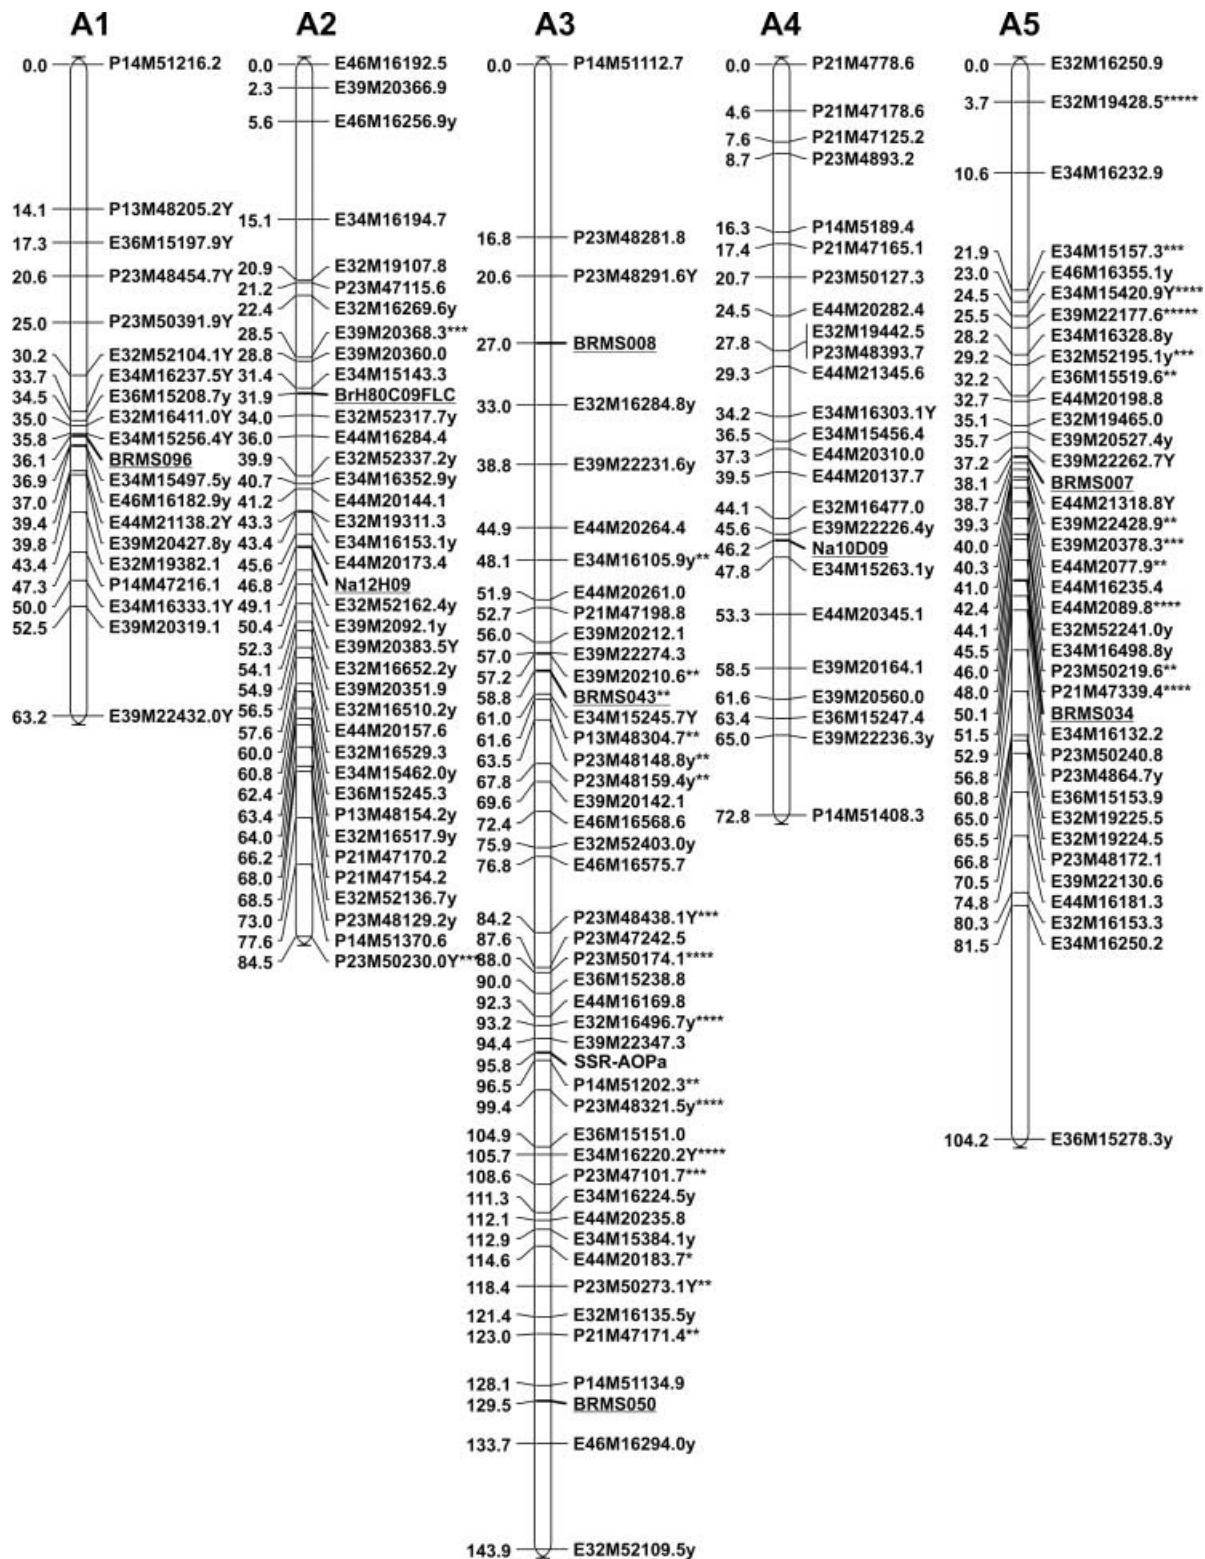 A1
0.0 P14M51216.2
14.1 P13M48205.2Y
17.3 E36M15197.9Y
20.6 P23M48454.7Y
25.0 P23M50391.9Y
30.2 E32M52104.1Y
33.7 E34M16237.5Y
34.5 E36M15208.7y
35.0 E32M16411.0Y
35.8 E34M15256.4Y
36.1 BRMS096
36.9 E34M15497.5y
37.0 E46M16182.9y
39.4 E44M21138.2Y
39.8 E39M20427.8y
43.4 E32M19382.1
47.3 P14M47216.1
50.0 E34M16333.1Y
52.5 E39M20319.1
63.2 E39M22432.0Y
A2
0.0 E46M16192.5
2.3 E39M20366.9
5.6 E46M16256.9y
15.1 E34M16194.7
20.9 E32M19107.8
21.2 P23M47115.6
22.4 E32M16269.6y
28.5 E39M20368.3***
28.8 E39M20360.0
31.4 E34M15143.3
31.9 BrH80C09FLC
34.0 E32M52317.7y
36.0 E44M16284.4
39.9 E32M52337.2y
40.7 E34M16352.9y
41.2 E44M20144.1
43.3 E32M19311.3
43.4 E34M16153.1y
45.6 E44M20173.4
46.8 Na12H09
49.1 E32M52162.4y
50.4 E39M2092.1y
52.3 E39M20383.5Y
54.1 E32M16652.2y
54.9 E39M20351.9
56.5 E32M16510.2y
57.6 E44M20157.6
60.0 E32M16529.3
60.8 E34M15462.0y
62.4 E36M15245.3
63.4 P13M48154.2y
64.0 E32M16517.9y
66.2 P21M47170.2
68.0 P21M47154.2
68.5 E32M52136.7y
73.0 P23M48129.2y
77.6 P14M51370.6
84.5 P23M50230.0Y***
A3
0.0 P14M51112.7
16.8 P23M48281.8
20.6 P23M48291.6Y
27.0 BRMS008
33.0 E32M16284.8y
38.8 E39M22231.6y
44.9 E44M20264.4
48.1 E34M16105.9y**
51.9 E44M20261.0
52.7 P21M47198.8
56.0 E39M20212.1
57.0 E39M22274.3
57.2 E39M20210.6**
58.8 BRMS043**
61.0 E34M15245.7Y
61.6 P13M48304.7**
63.5 P23M48148.8y**
67.8 P23M48159.4y**
69.6 E39M20142.1
72.4 E46M16568.6
75.9 E32M52403.0y
76.8 E46M16575.7
84.2 P23M48438.1Y***
87.6 P23M47242.5
88.0 P23M50174.1****
90.0 E36M15238.8
92.3 E44M16169.8
93.2 E32M16496.7y****
94.4 E39M22347.3
95.8 SSR-AOPa
96.5 P14M51202.3**
99.4 P23M48321.5y****
104.9 E36M15151.0
105.7 E34M16220.2Y****
108.6 P23M47101.7***
111.3 E34M16224.5y
112.1 E44M20235.8
112.9 E34M15384.1y
114.6 E44M20183.7*
118.4 P23M50273.1Y**
121.4 E32M16135.5y
123.0 P21M47171.4**
128.1 P14M51134.9
129.5 BRMS050
133.7 E46M16294.0y
143.9 E32M52109.5y
A4
0.0 P21M4778.6
4.6 P21M47178.6
7.6 P21M47125.2
8.7 P23M4893.2
16.3 P14M5189.4
17.4 P21M47165.1
20.7 P23M50127.3
24.5 E44M20282.4
27.8 E32M19442.5
P23M48393.7
29.3 E44M21345.6
34.2 E34M16303.1Y
36.5 E34M15456.4
37.3 E44M20310.0
39.5 E44M20137.7
44.1 E32M16477.0
45.6 E39M22226.4y
46.2 Na10D09
47.8 E34M15263.1y
53.3 E44M20345.1
58.5 E39M20164.1
61.6 E39M20560.0
63.4 E36M15247.4
65.0 E39M22236.3y
72.8 P14M51408.3
A5
0.0 E32M16250.9
3.7 E32M19428.5*****
10.6 E34M16232.9
21.9 E34M15157.3***
23.0 E46M16355.1y
24.5 E34M15420.9Y****
25.5 E39M22177.6*****
28.2 E34M16328.8y
29.2 E32M52195.1y***
32.2 E36M15519.6**
32.7 E44M20198.8
35.1 E32M19465.0
35.7 E39M20527.4y
37.2 E39M22262.7Y
38.1 BRMS007
38.7 E44M21318.8Y
39.3 E39M22428.9**
40.0 E39M20378.3***
40.3 E44M2077.9**
41.0 E44M16235.4
42.4 E44M2089.8****
44.1 E32M52241.0y
45.5 E34M16498.8y
46.0 P23M50219.6**
48.0 P21M47339.4****
50.1 BRMS034
51.5 E34M16132.2
52.9 P23M50240.8
56.8 P23M4864.7y
60.8 E36M15153.9
65.0 E32M19225.5
65.5 E32M19224.5
66.8 P23M48172.1
70.5 E39M22130.6
74.8 E44M16181.3
80.3 E32M16153.3
81.5 E34M16250.2
104.2 E36M15278.3y